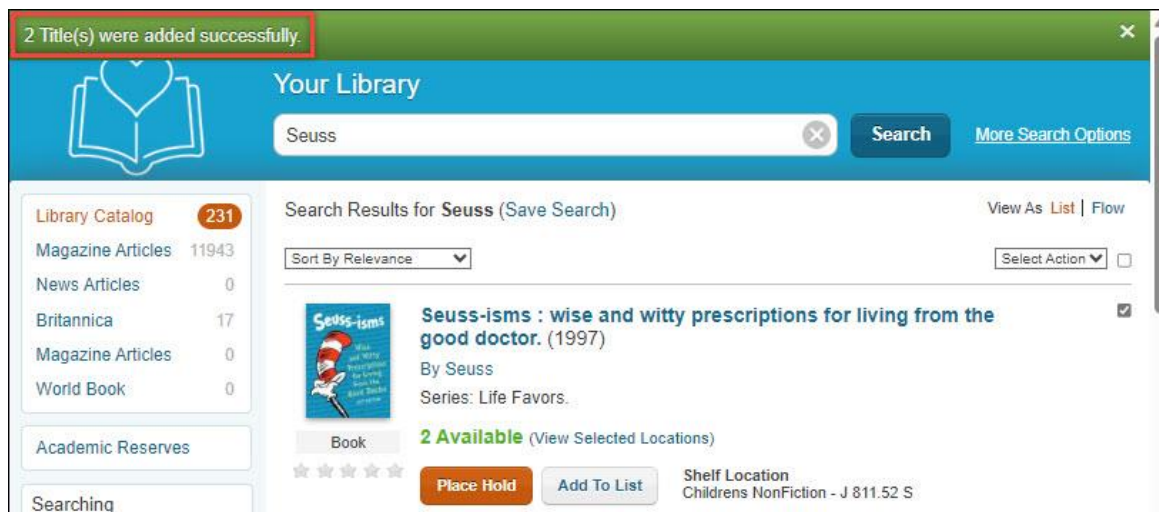 2 Title(s) were added successfully.
Your Library
Seuss
Search
More Search Options
Library Catalog 231
Magazine Articles 11943
News Articles 0
Britannica 17
Magazine Articles 0
World Book 0
Academic Reserves
Searching
Search Results for Seuss (Save Search)
View As List | Flow
Sort By Relevance
Select Action
Seuss-isms
Seuss-isms : wise and witty prescriptions for living from the
good doctor. (1997)
By Seuss
Series: Life Favors.
Book
2 Available (View Selected Locations)
Place Hold
Add To List
Shelf Location
Childrens NonFiction - J 811.52 S